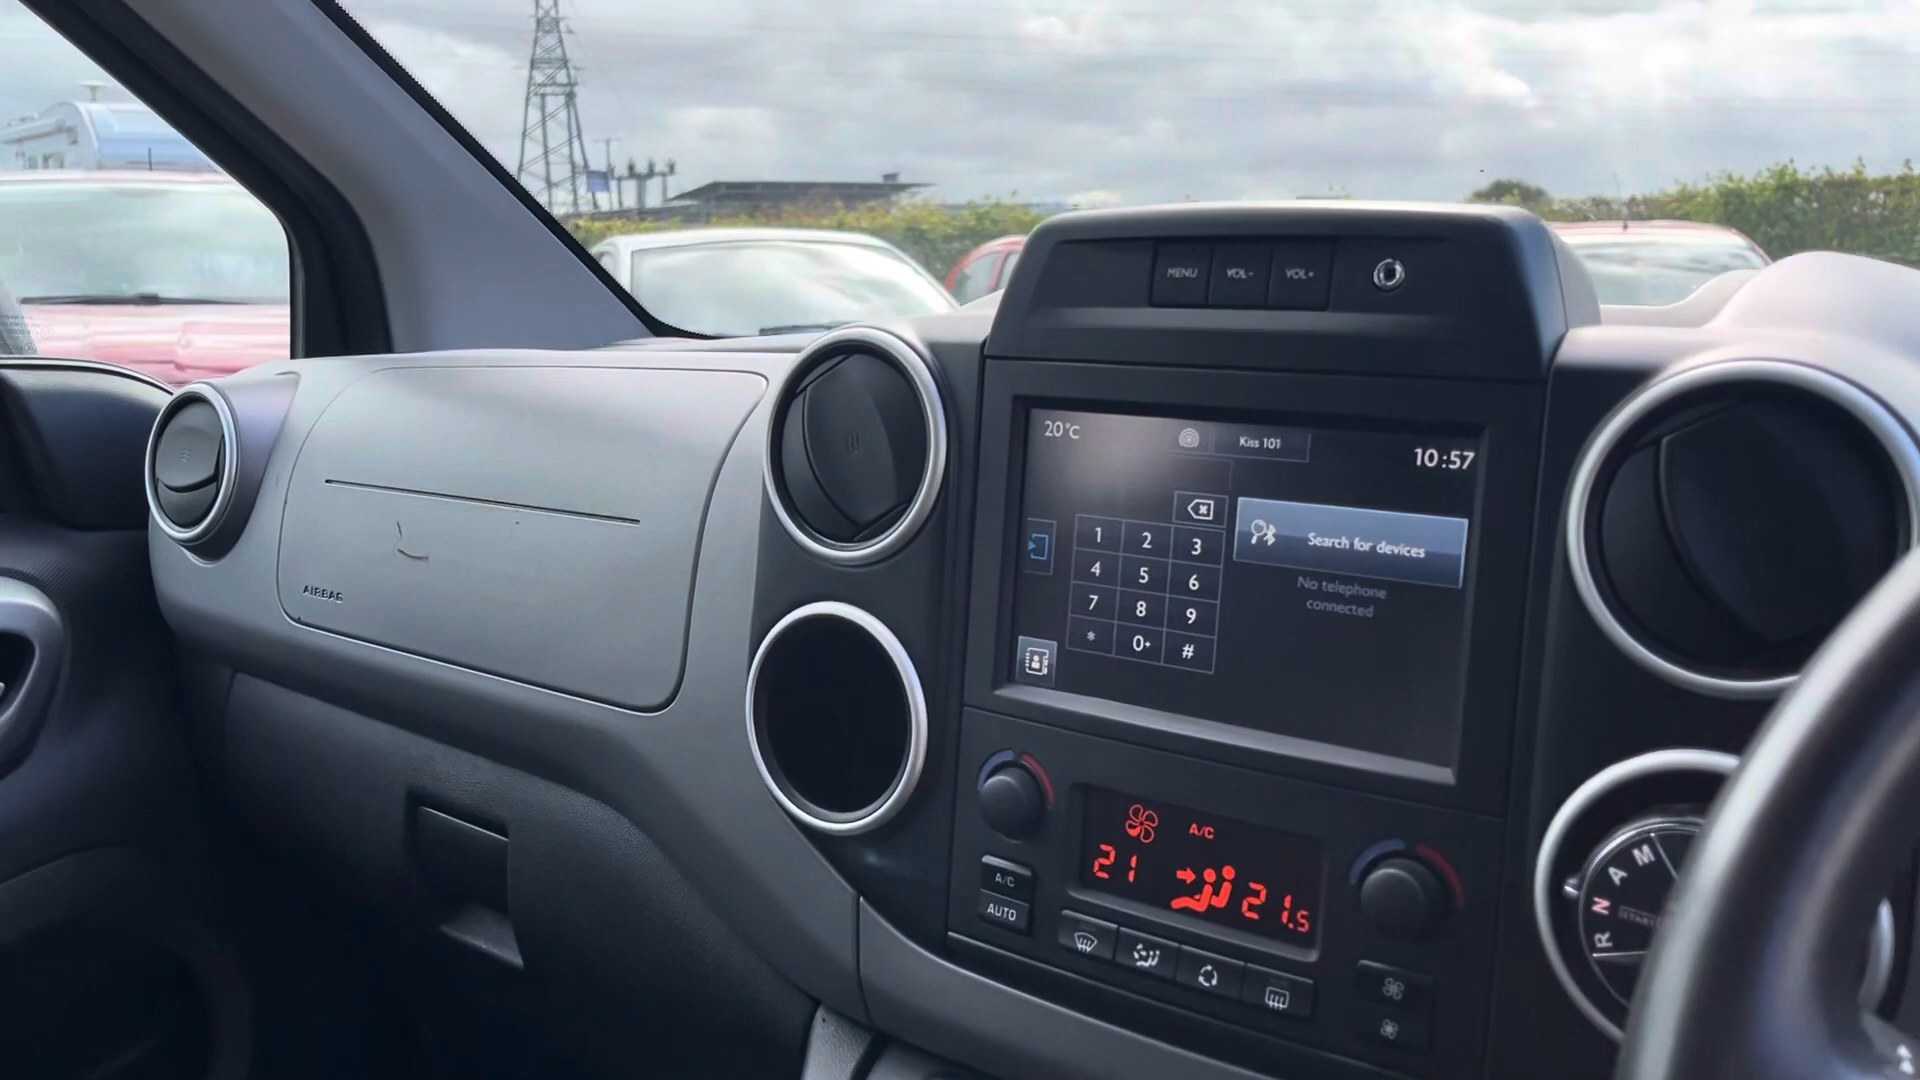 MENU VOL- VOL+
20°C Kiss 101 10:57
1 2 3
4 5 6
7 8 9
* 0+ #
Search for devices
No telephone
connected
AIRBAG
A/C
21 21.5
A/C
AUTO
R N A M
START